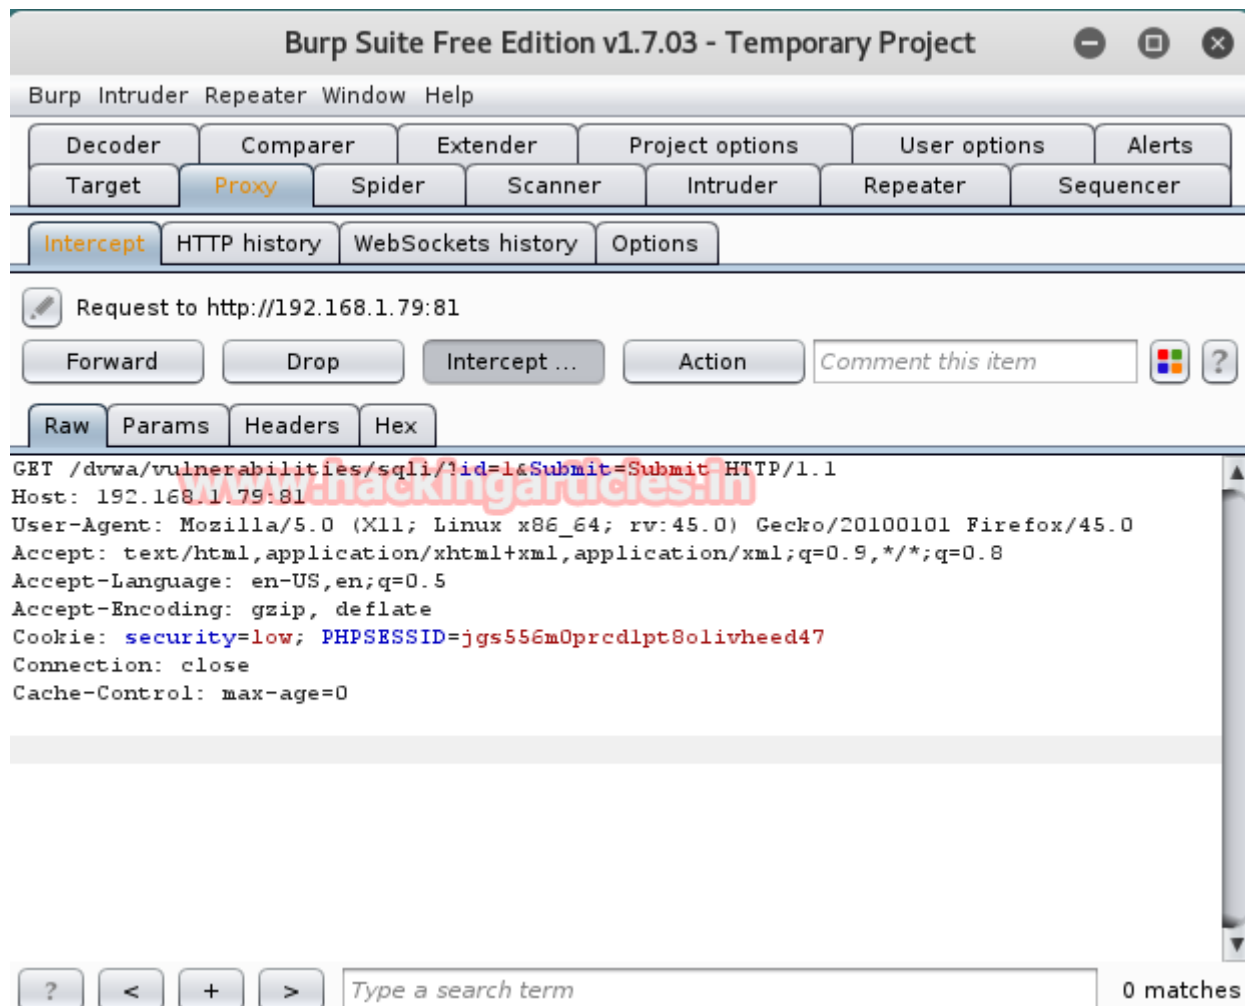 Burp Suite Free Edition v1.7.03 - Temporary Project
Burp Intruder Repeater Window Help
Decoder Comparer Extender Project options User options Alerts
Target Proxy Spider Scanner Intruder Repeater Sequencer
Intercept HTTP history WebSockets history Options
Request to http://192.168.1.79:81
Forward Drop Intercept ... Action Comment this item ?
Raw Params Headers Hex
GET /dvwa/vulnerabilities/sqli/?id=1&Submit=Submit HTTP/1.1
www.hackingarticles.in
Host: 192.168.1.79:81
User-Agent: Mozilla/5.0 (X11; Linux x86_64; rv:45.0) Gecko/20100101 Firefox/45.0
Accept: text/html,application/xhtml+xml,application/xml;q=0.9,*/*;q=0.8
Accept-Language: en-US,en;q=0.5
Accept-Encoding: gzip, deflate
Cookie: security=low; PHPSESSID=jgs556m0prcd1pt8olivheed47
Connection: close
Cache-Control: max-age=0
? < + > Type a search term 0 matches